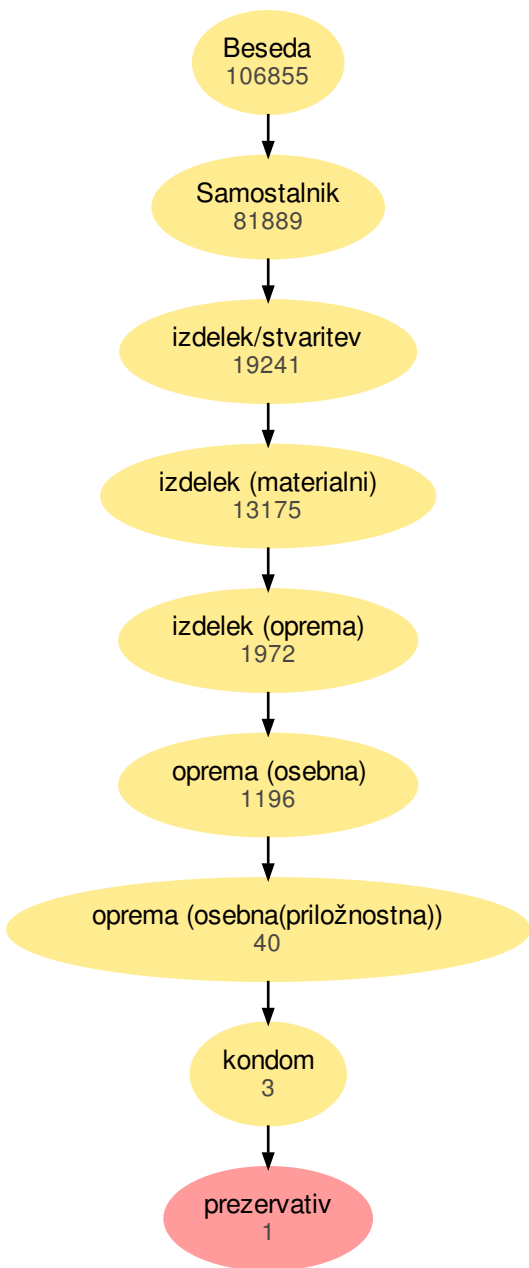 Beseda
106855
Samostalnik
81889
izdelek/stvaritev
19241
izdelek (materialni)
13175
izdelek (oprema)
1972
oprema (osebna)
1196
oprema (osebna(priložnostna))
40
kondom
3
prezervativ
1